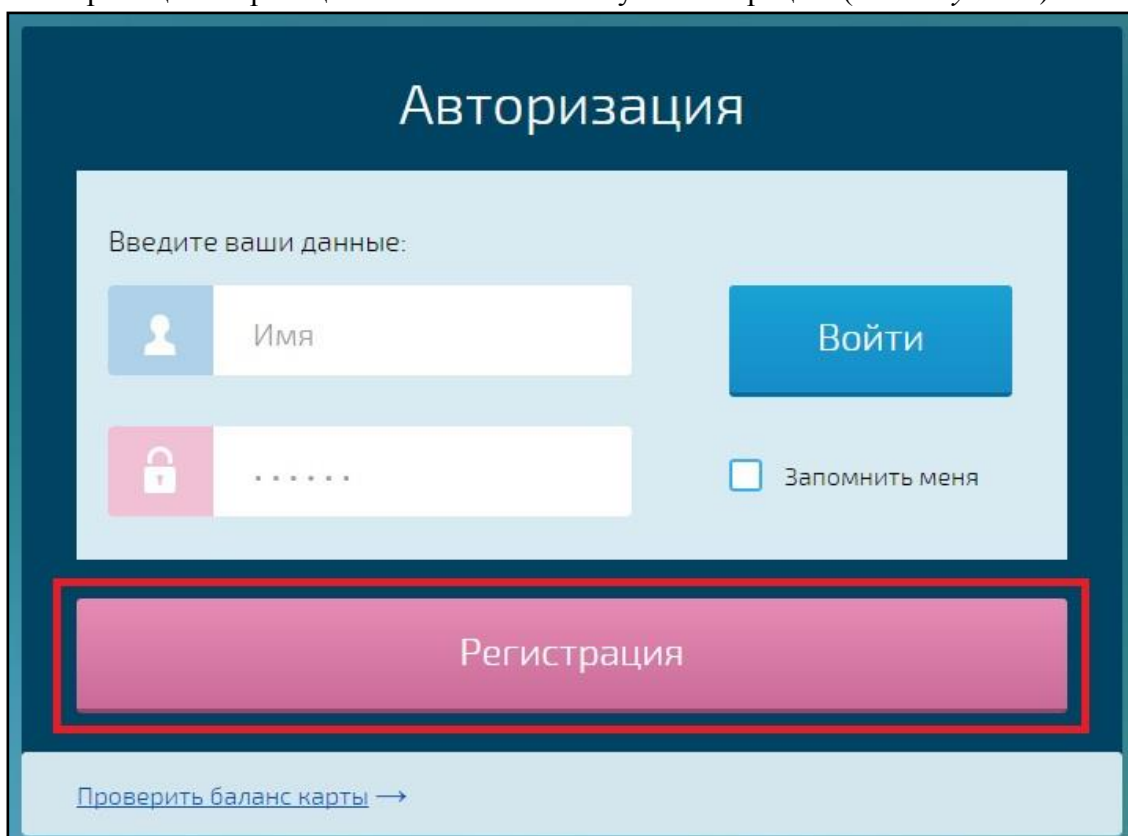 Авторизация
Введите ваши данные:
Имя
Войти
······
Запомнить меня
Регистрация
Проверить баланс карты →